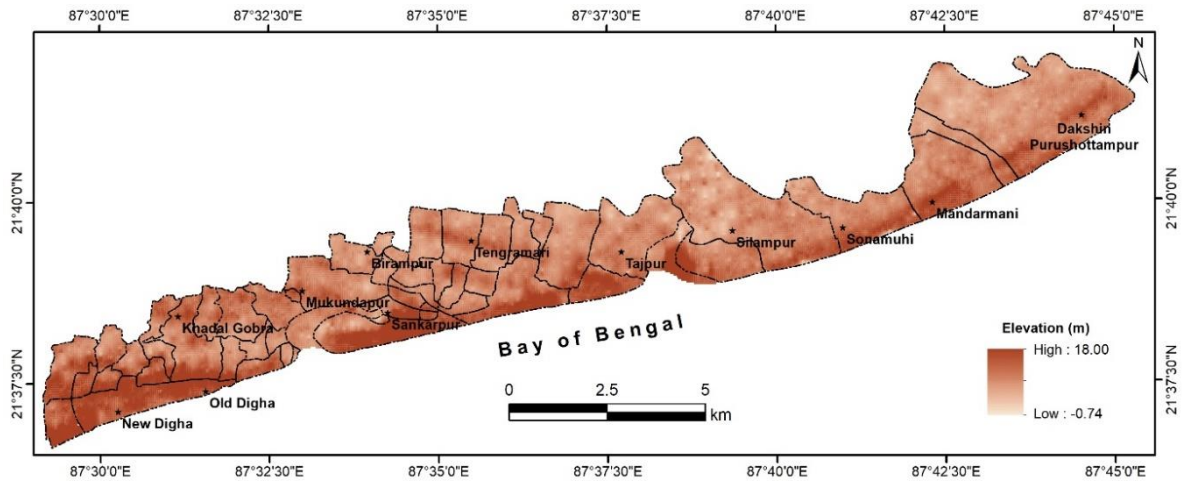 87°30'0"E 87°32'30"E 87°35'0"E 87°37'30"E 87°40'0"E 87°42'30"E 87°45'0"E
N
Dakshin
Purushottampur
21°40'0"N
21°40'0"N
Mandarmani
Silampur
Sonamuhi
Tengramari
Birampur
Tajpur
Mukundapur
Sankarpur
Khadal Gobra
Bay of Bengal
Elevation (m)
High : 18.00
Low : -0.74
21°37'30"N
21°37'30"N
Old Digha
New Digha
0 2.5 5
km
87°30'0"E 87°32'30"E 87°35'0"E 87°37'30"E 87°40'0"E 87°42'30"E 87°45'0"E